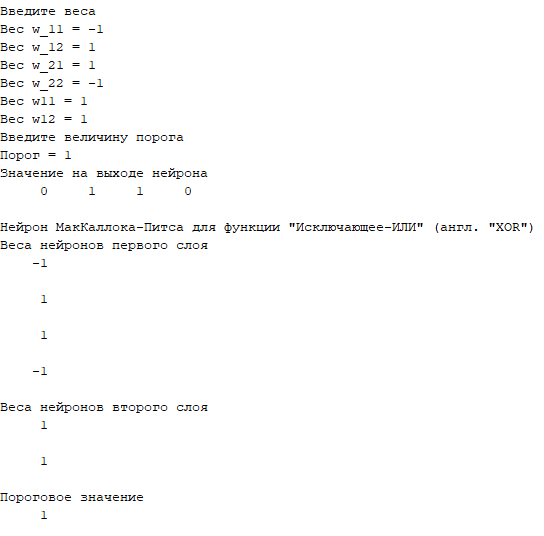 Введите веса
Вес w_11 = -1
Вес w_12 = 1
Вес w_21 = 1
Вес w_22 = -1
Вес w11 = 1
Вес w12 = 1
Введите величину порога
Порог = 1
Значение на выходе нейрона
0 1 1 0
Нейрон МакКаллока-Питса для функции "Исключающее-ИЛИ" (англ. "XOR")
Веса нейронов первого слоя
-1
1
1
-1
Веса нейронов второго слоя
1
1
Пороговое значение
1